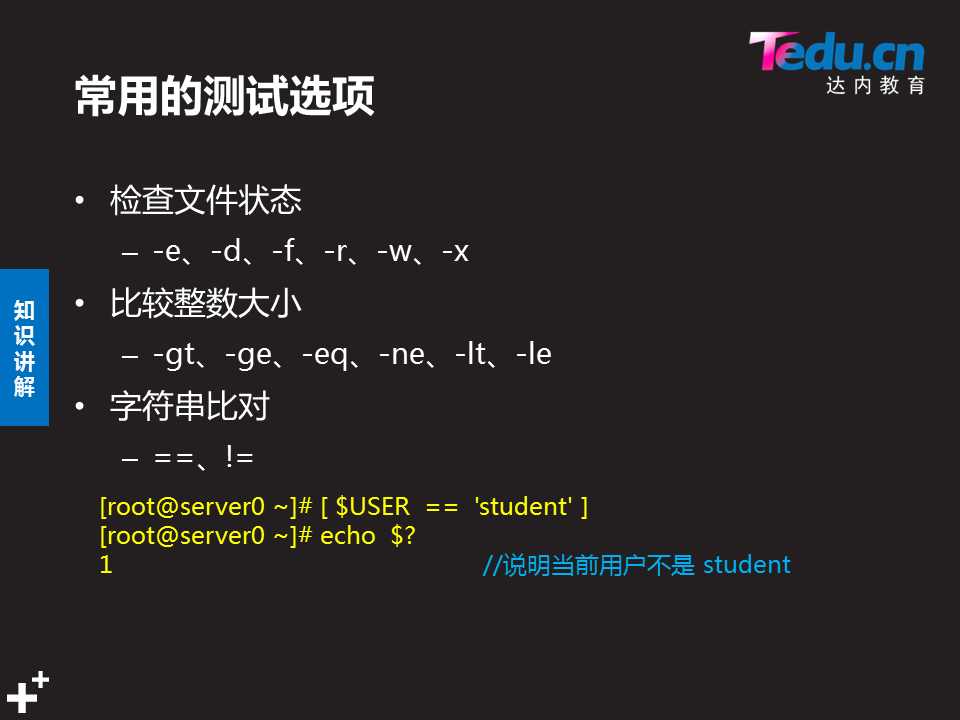 Tedu.cn
达内教育
常用的测试选项
• 检查文件状态
– -e、-d、-f、-r、-w、-x
• 比较整数大小
– -gt、-ge、-eq、-ne、-lt、-le
• 字符串比对
– ==、!=
[root@server0 ~]# [ $USER == 'student' ]
[root@server0 ~]# echo $?
1 //说明当前用户不是 student
知识讲解